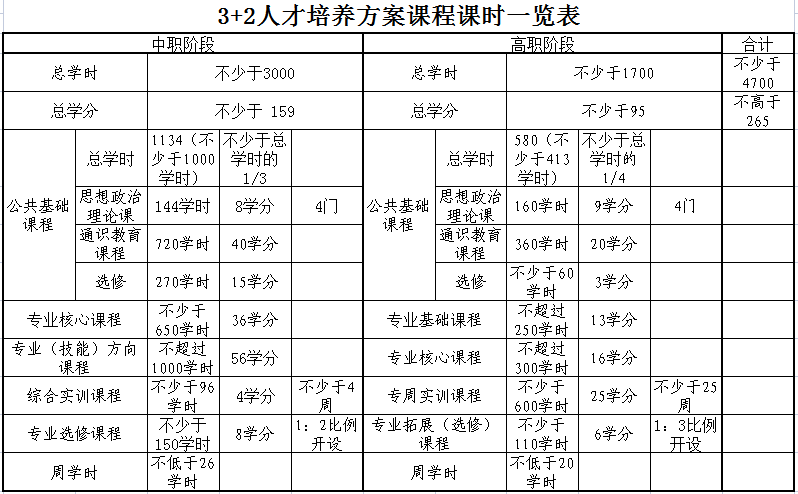 3+2人才培养方案课程课时一览表
中职阶段 高职阶段 合计
总学时 不少于3000 总学时 不少于1700 不少于
4700
总学分 不少于 159 总学分 不少于95 不高于
265
公共基础
课程
总学时
1134（不
少于1000
学时）
不少于总
学时的
1/3
公共基础
课程
总学时
580（不
少于413
学时）
不少于总
学时的
1/4
思想政治
理论课
144学时 8学分 4门
思想政治
理论课
160学时 9学分 4门
通识教育
课程
720学时 40学分
通识教育
课程
360学时 20学分
选修 270学时 15学分 选修 不少于60
学时
3学分
专业核心课程 不少于
650学时
36学分 专业基础课程 不超过
250学时
13学分
专业（技能）方向
课程
不超过
1000学时
56学分 专业核心课程 不超过
300学时
16学分
综合实训课程 不少于96
学时
4学分 不少于4
周
专周实训课程 不少于
600学时
25学分 不少于25
周
专业选修课程 不少于
150学时
8学分 1：2比例
开设
专业拓展（选修）
课程
不少于
110学时
6学分 1：3比例
开设
周学时 不低于26
学时
周学时 不低于20
学时